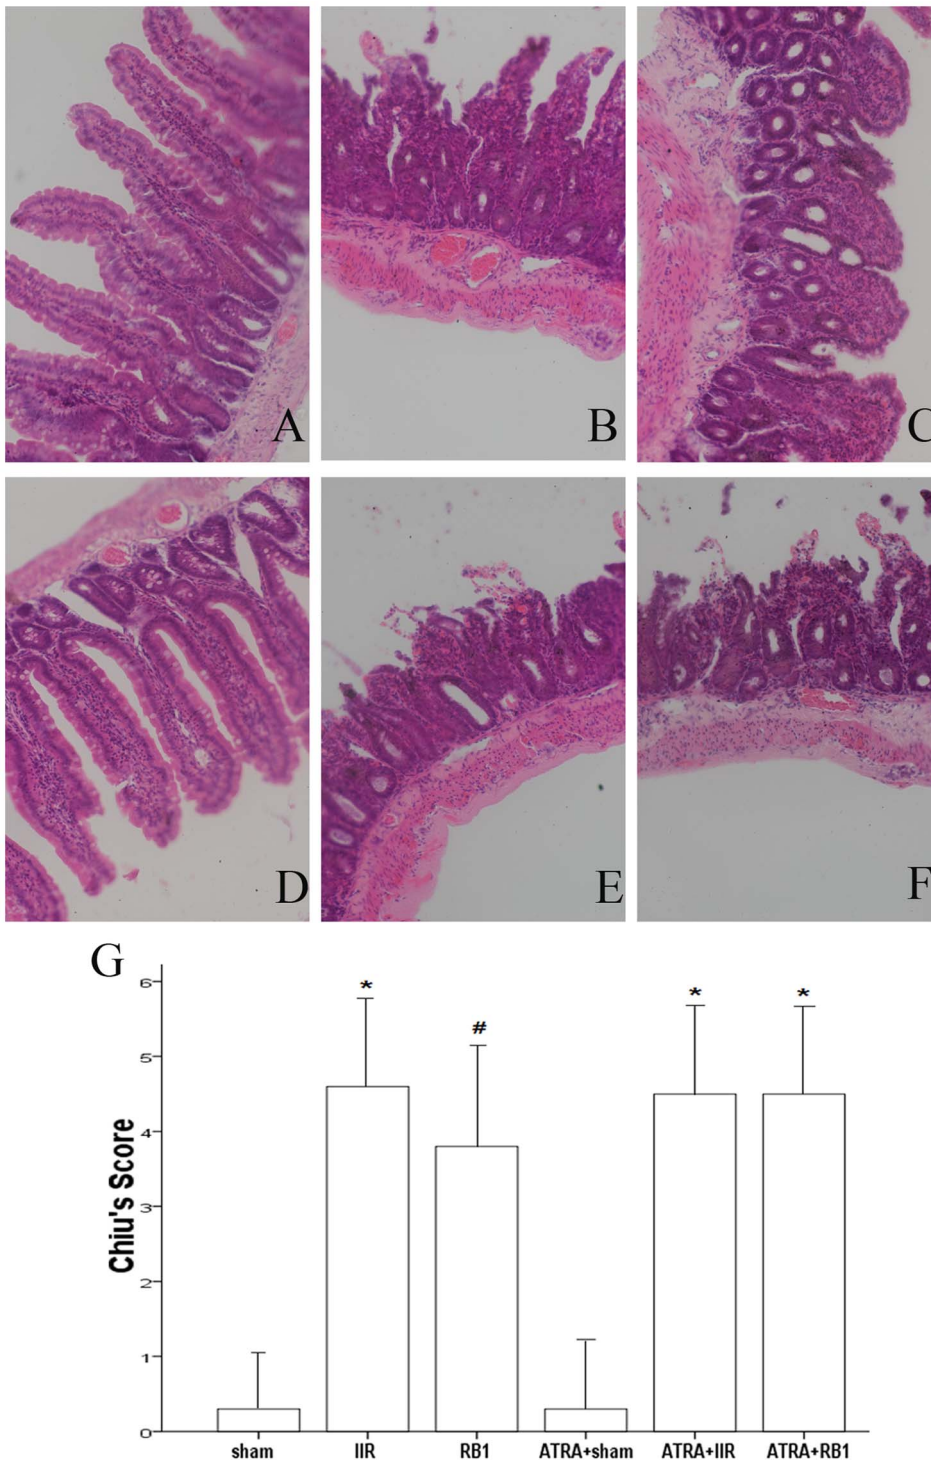 A
B
C
D
E
F
G
6
5
4
3
2
1
0
Chiu's Score
*
#
*
*
sham
IIR
RB1
ATRA+sham
ATRA+IIR
ATRA+RB1